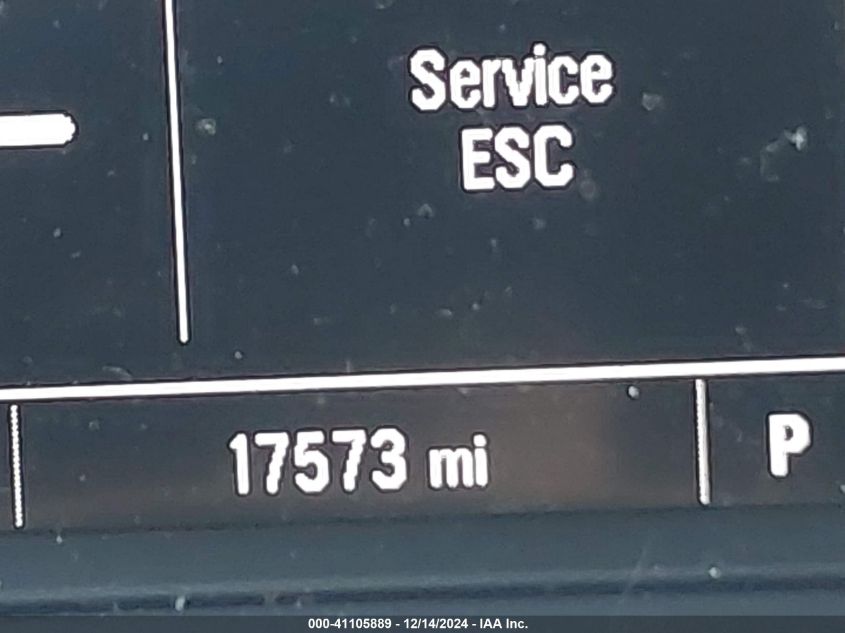 Service
ESC
17573 mi
P
000-41105889 - 12/14/2024 - IAA Inc.